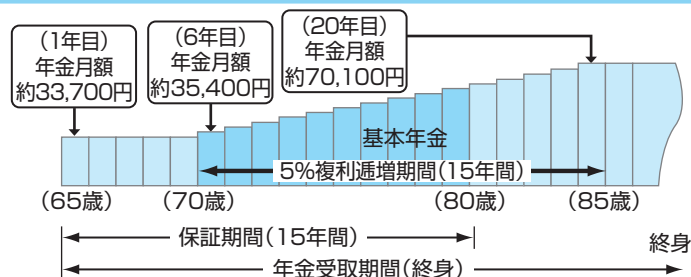 (1年目)
年金月額
約33,700円
(6年目)
年金月額
約35,400円
(20年目)
年金月額
約70,100円
基本年金
5%複利逓増期間(15年間)
(65歳)
(70歳)
(80歳)
(85歳)
保証期間(15年間)
終身
年金受取期間(終身)